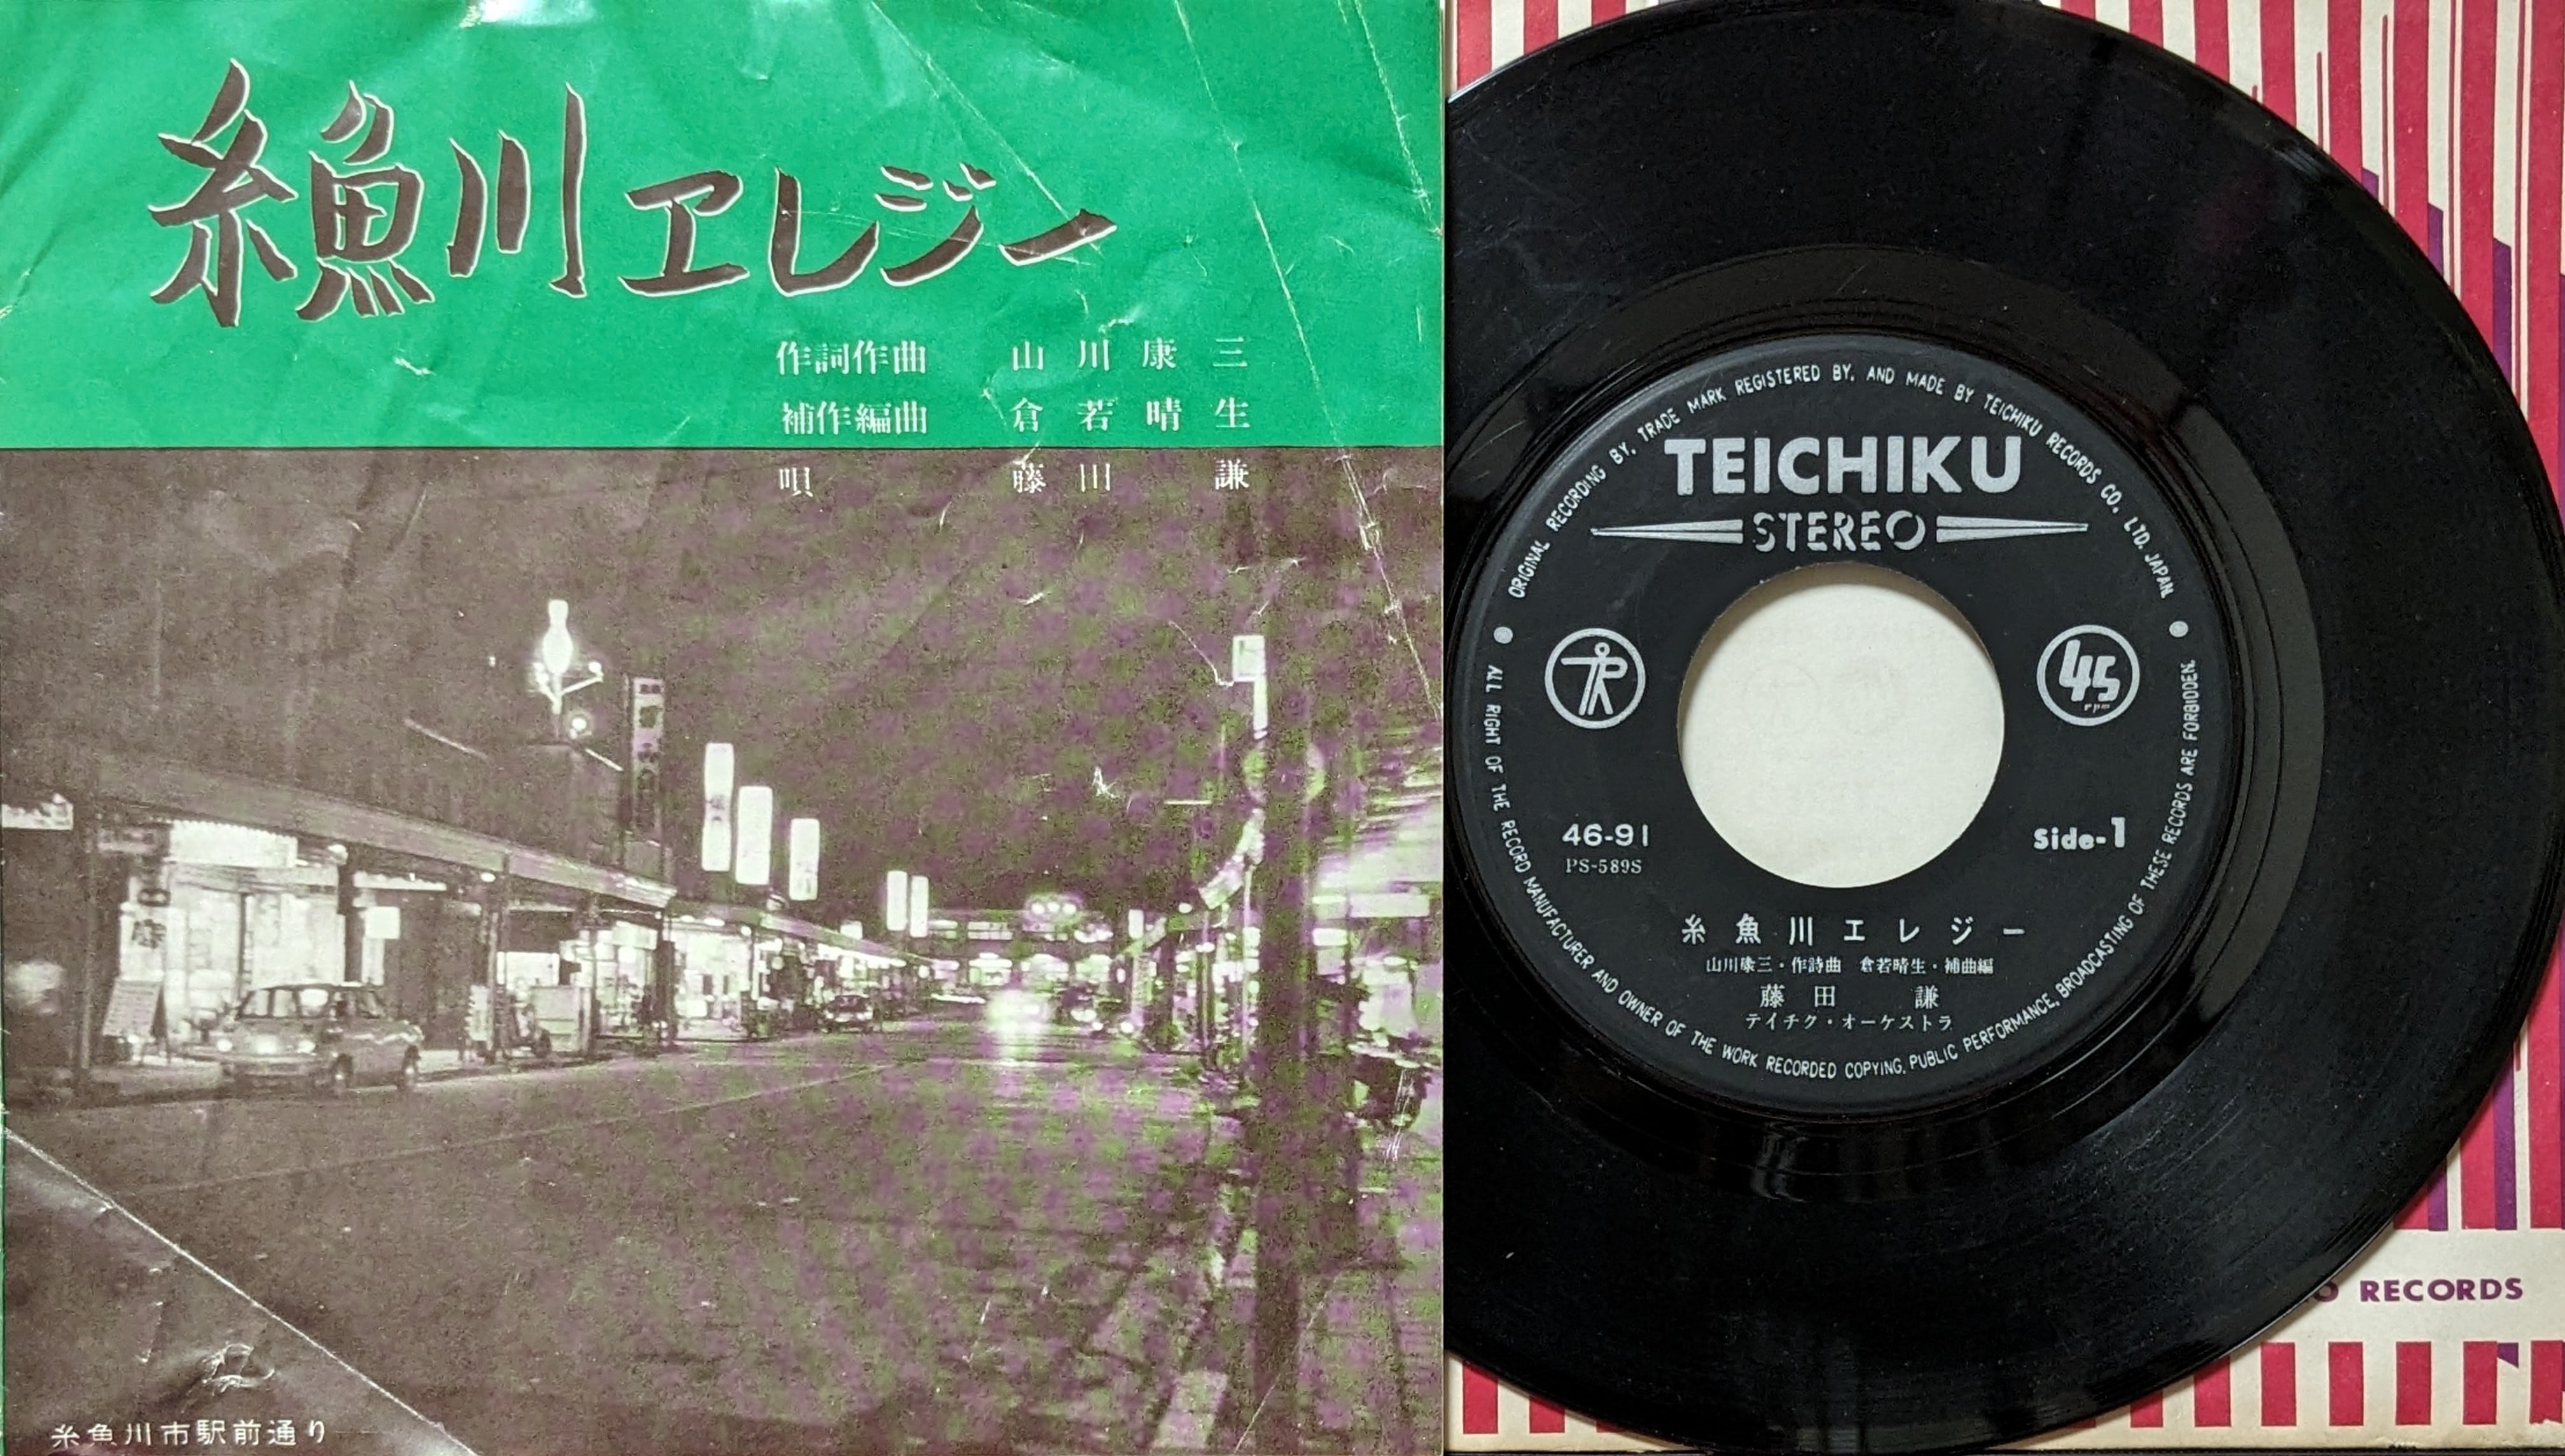 糸魚川エレジー
作詞作曲 山川康三
補作編曲 倉若晴生
唄 藤田 謙
糸魚川市駅前通り
ORIGINAL RECORDING BY, TRADE MARK REGISTERED BY, AND MADE BY TEICHIKU RECORDS CO. LTD. JAPAN
TEICHIKU
STEREO
45
rpm
46-91
PS-589S
Side-1
糸魚川エレジー
山川康三・作詩曲 倉若晴生・補曲編
藤田 謙
テイチク・オーケストラ
ALL RIGHT OF THE RECORD MANUFACTURER AND OWNER OF THE WORK RECORDED COPYING, PUBLIC PERFORMANCE, BROADCASTING OF THESE RECORDS ARE FORBIDDEN.
RECORDS